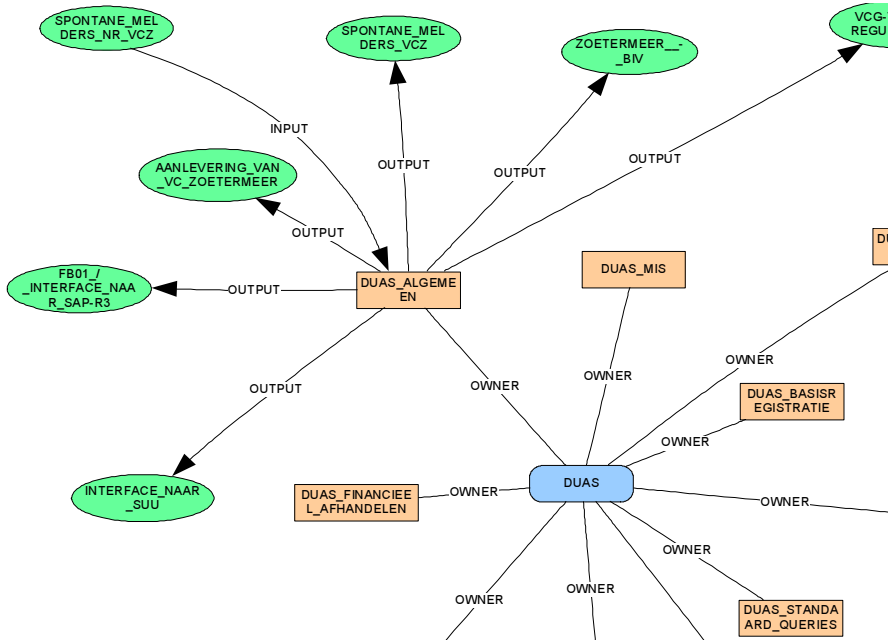 SPONTANE_MEL
DERS_NR_VCZ
SPONTANE_MEL
DERS_VCZ
ZOETERMEER__-
_BIV
VCG-
REGU
INPUT
OUTPUT
OUTPUT
OUTPUT
AANLEVERING_VAN
_VC_ZOETERMEER
OUTPUT
FB01_/
_INTERFACE_NAA
R_SAP-R3
OUTPUT
DUAS_ALGEME
EN
DUAS_MIS
OUTPUT
OWNER
OWNER
OWNER
DUAS_BASISR
EGISTRATIE
OWNER
INTERFACE_NAAR
_SUU
DUAS_FINANCIEE
L_AFHANDELEN
OWNER
DUAS
OWNER
OWNER
OWNER
OWNER
DUAS_STANDA
ARD_QUERIES